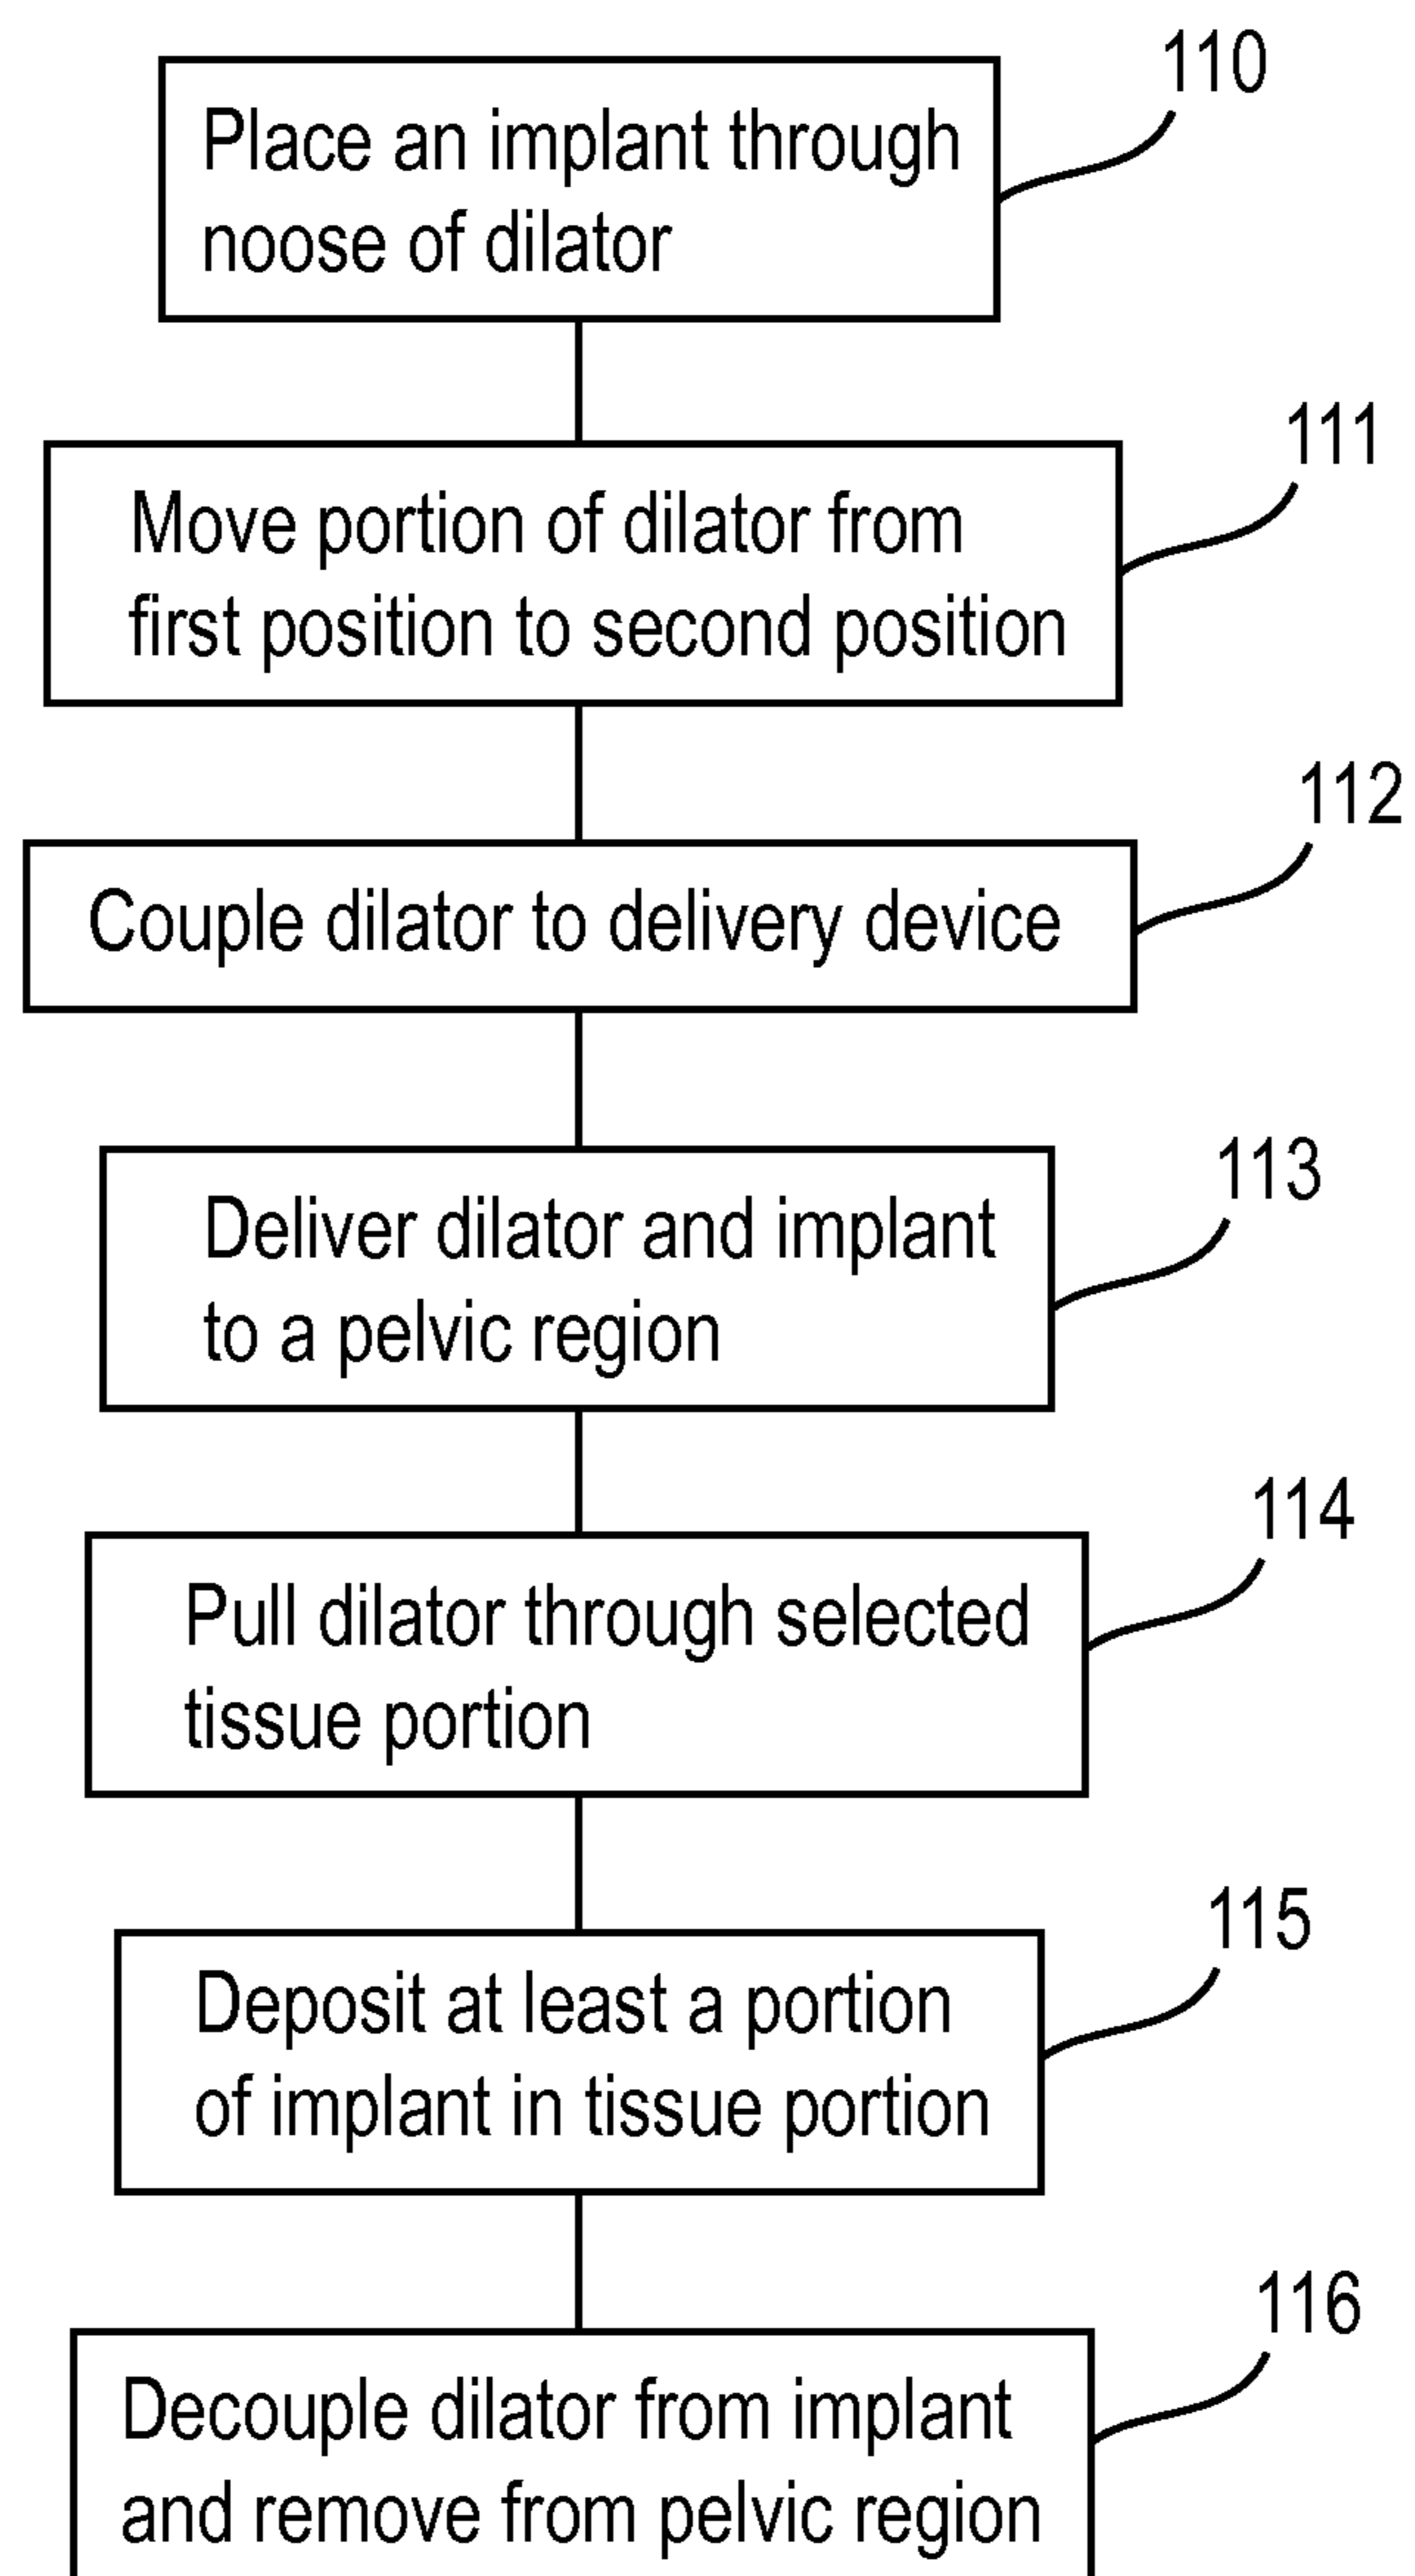 110
Place an implant through
noose of dilator
111
Move portion of dilator from
first position to second position
112
Couple dilator to delivery device
113
Deliver dilator and implant
to a pelvic region
114
Pull dilator through selected
tissue portion
115
Deposit at least a portion
of implant in tissue portion
116
Decouple dilator from implant
and remove from pelvic region